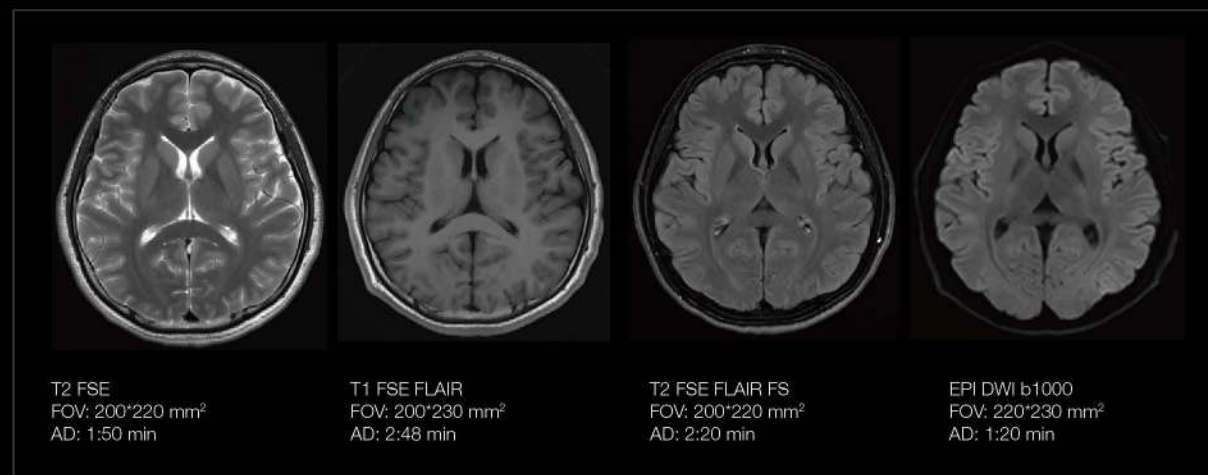 T2 FSE
FOV: 200*220 mm²
AD: 1:50 min
T1 FSE FLAIR
FOV: 200*230 mm²
AD: 2:48 min
T2 FSE FLAIR FS
FOV: 200*220 mm²
AD: 2:20 min
EPI DWI b1000
FOV: 220*230 mm²
AD: 1:20 min